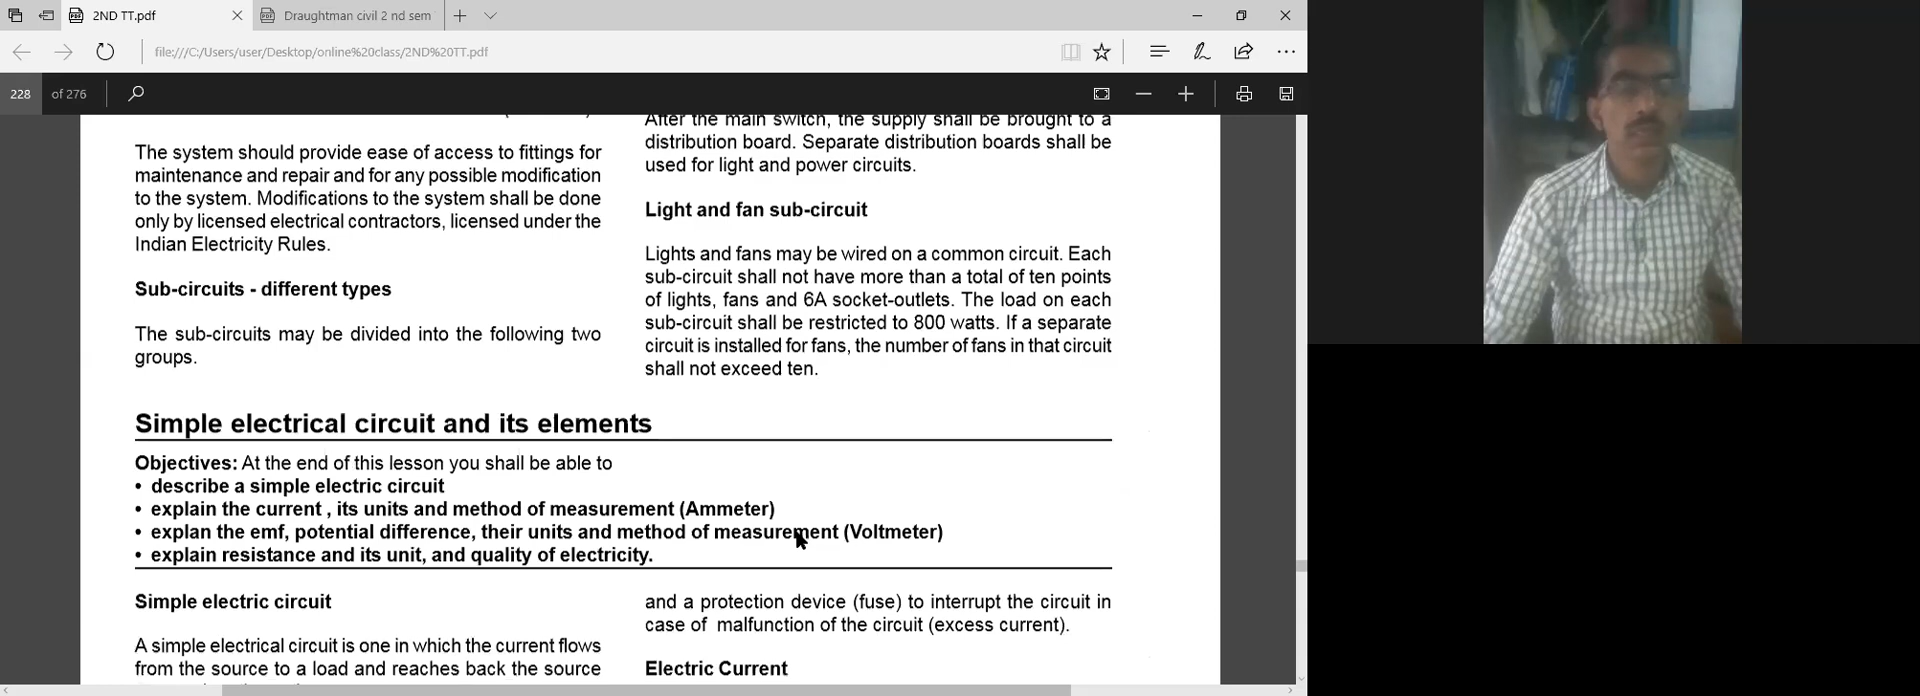 2ND TT.pdf
Draughtman civil 2 nd sem
file:///C:/Users/user/Desktop/online%20class/2ND%20TT.pdf
228 of 276
The system should provide ease of access to fittings for
maintenance and repair and for any possible modification
to the system. Modifications to the system shall be done
only by licensed electrical contractors, licensed under the
Indian Electricity Rules.
Sub-circuits - different types
The sub-circuits may be divided into the following two
groups.
After the main switch, the supply shall be brought to a
distribution board. Separate distribution boards shall be
used for light and power circuits.
Light and fan sub-circuit
Lights and fans may be wired on a common circuit. Each
sub-circuit shall not have more than a total of ten points
of lights, fans and 6A socket-outlets. The load on each
sub-circuit shall be restricted to 800 watts. If a separate
circuit is installed for fans, the number of fans in that circuit
shall not exceed ten.
Simple electrical circuit and its elements
Objectives: At the end of this lesson you shall be able to
• describe a simple electric circuit
• explain the current , its units and method of measurement (Ammeter)
• explan the emf, potential difference, their units and method of measurement (Voltmeter)
• explain resistance and its unit, and quality of electricity.
Simple electric circuit
A simple electrical circuit is one in which the current flows
from the source to a load and reaches back the source
and a protection device (fuse) to interrupt the circuit in
case of malfunction of the circuit (excess current).
Electric Current